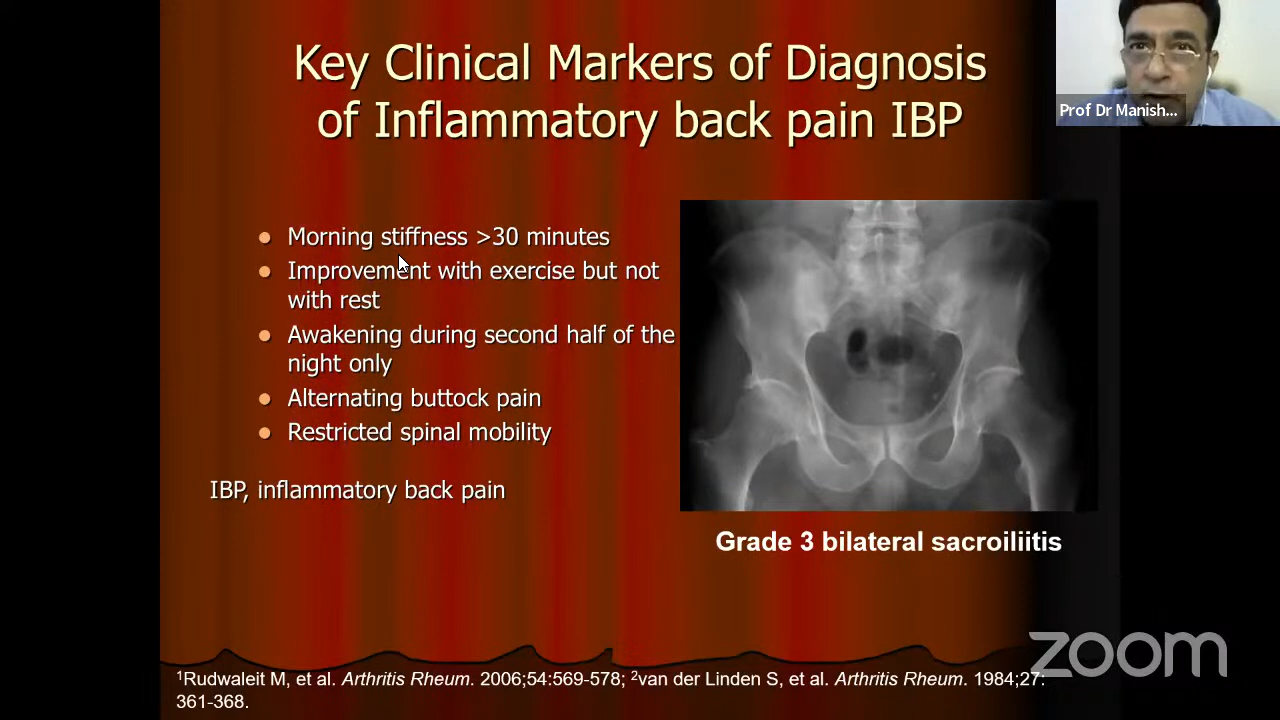 Key Clinical Markers of Diagnosis
of Inflammatory back pain IBP
Prof Dr Manish...
Morning stiffness >30 minutes
Improvement with exercise but not
with rest
Awakening during second half of the
night only
Alternating buttock pain
Restricted spinal mobility
IBP, inflammatory back pain
Grade 3 bilateral sacroiliitis
zoom
¹Rudwaleit M, et al. Arthritis Rheum. 2006;54:569-578; ²van der Linden S, et al. Arthritis Rheum. 1984;27:
361-368.